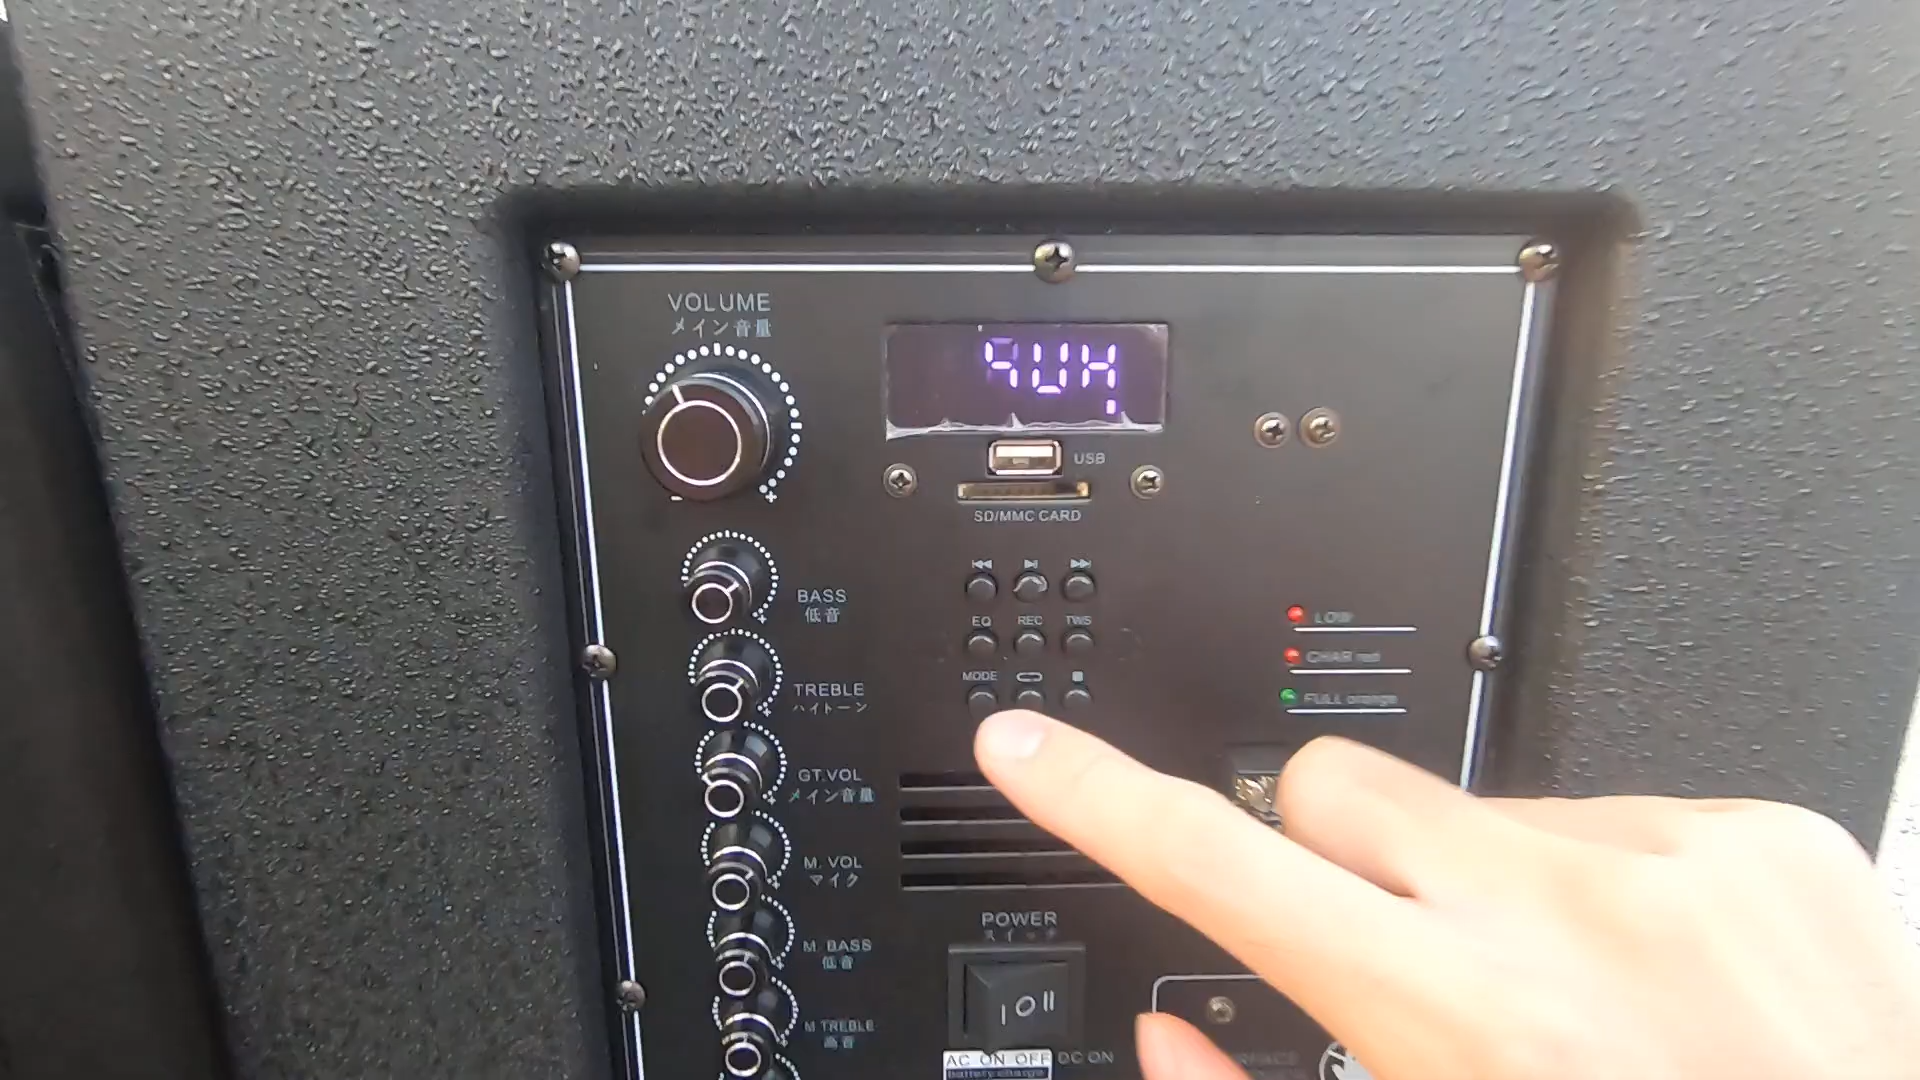 VOLUME
メイン音量
USB
SD/MMC CARD
BASS
低音
EQ REC TWS
LOW
CHAR red
MODE
TREBLE
ハイトーン
FULL orange
GT.VOL
メイン音量
M. VOL
マイク
POWER
スイッチ
M. BASS
低音
M TREBLE
高音
AC ON OFF DC ON
battery charge